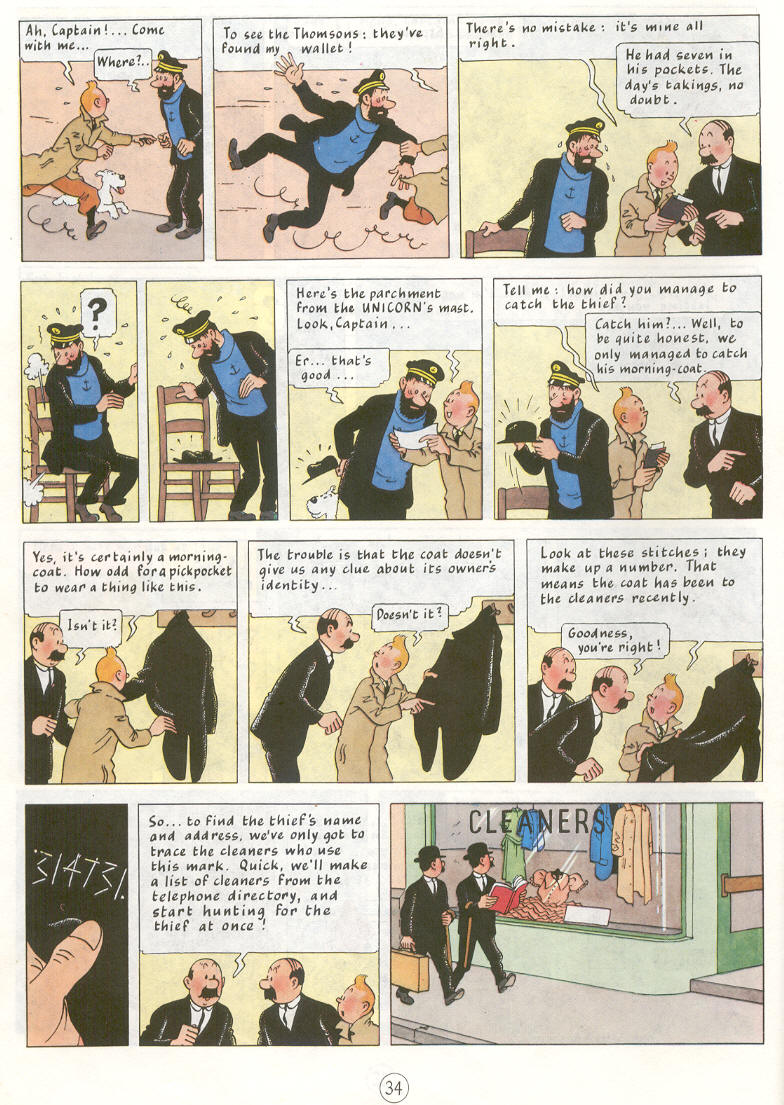 Ah, Captain!... Come
with me...
Where?..
To see the Thomsons: they've
found my wallet!
There's no mistake: it's mine all
right.
He had seven in
his pockets. The
day's takings, no
doubt.
?
Here's the parchment
from the UNICORN's mast.
Look, Captain...
Er... that's
good...
Tell me: how did you manage to
catch the thief?
Catch him?... Well, to
be quite honest, we
only managed to catch
his morning-coat.
Yes, it's certainly a morning-
coat. How odd for a pickpocket
to wear a thing like this.
Isn't it?
The trouble is that the coat doesn't
give us any clue about its owner's
identity...
Doesn't it?
Look at these stitches; they
make up a number. That
means the coat has been to
the cleaners recently.
Goodness,
you're right!
314731.
So... to find the thief's name
and address, we've only got to
trace the cleaners who use
this mark. Quick, we'll make
a list of cleaners from the
telephone directory, and
start hunting for the
thief at once!
CLEANERS
34